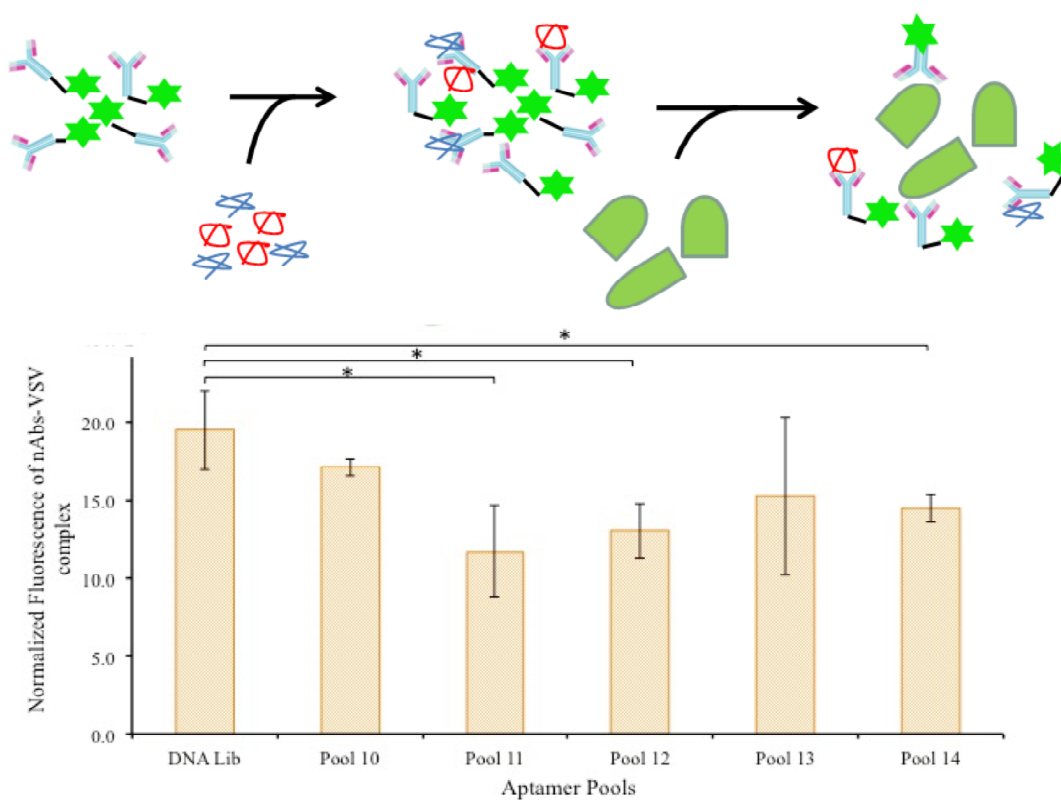 *
*
*
Normalized Fluorescence of nAbs-VSV
complex
20.0
15.0
10.0
5.0
0.0
DNA Lib Pool 10 Pool 11 Pool 12 Pool 13 Pool 14
Aptamer Pools